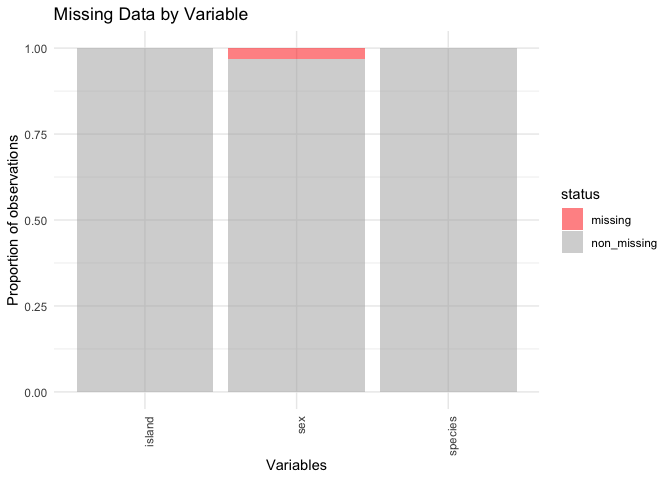 Missing Data by Variable
Proportion of observations
1.00
0.75
0.50
0.25
0.00
island
sex
species
Variables
status
missing
non_missing